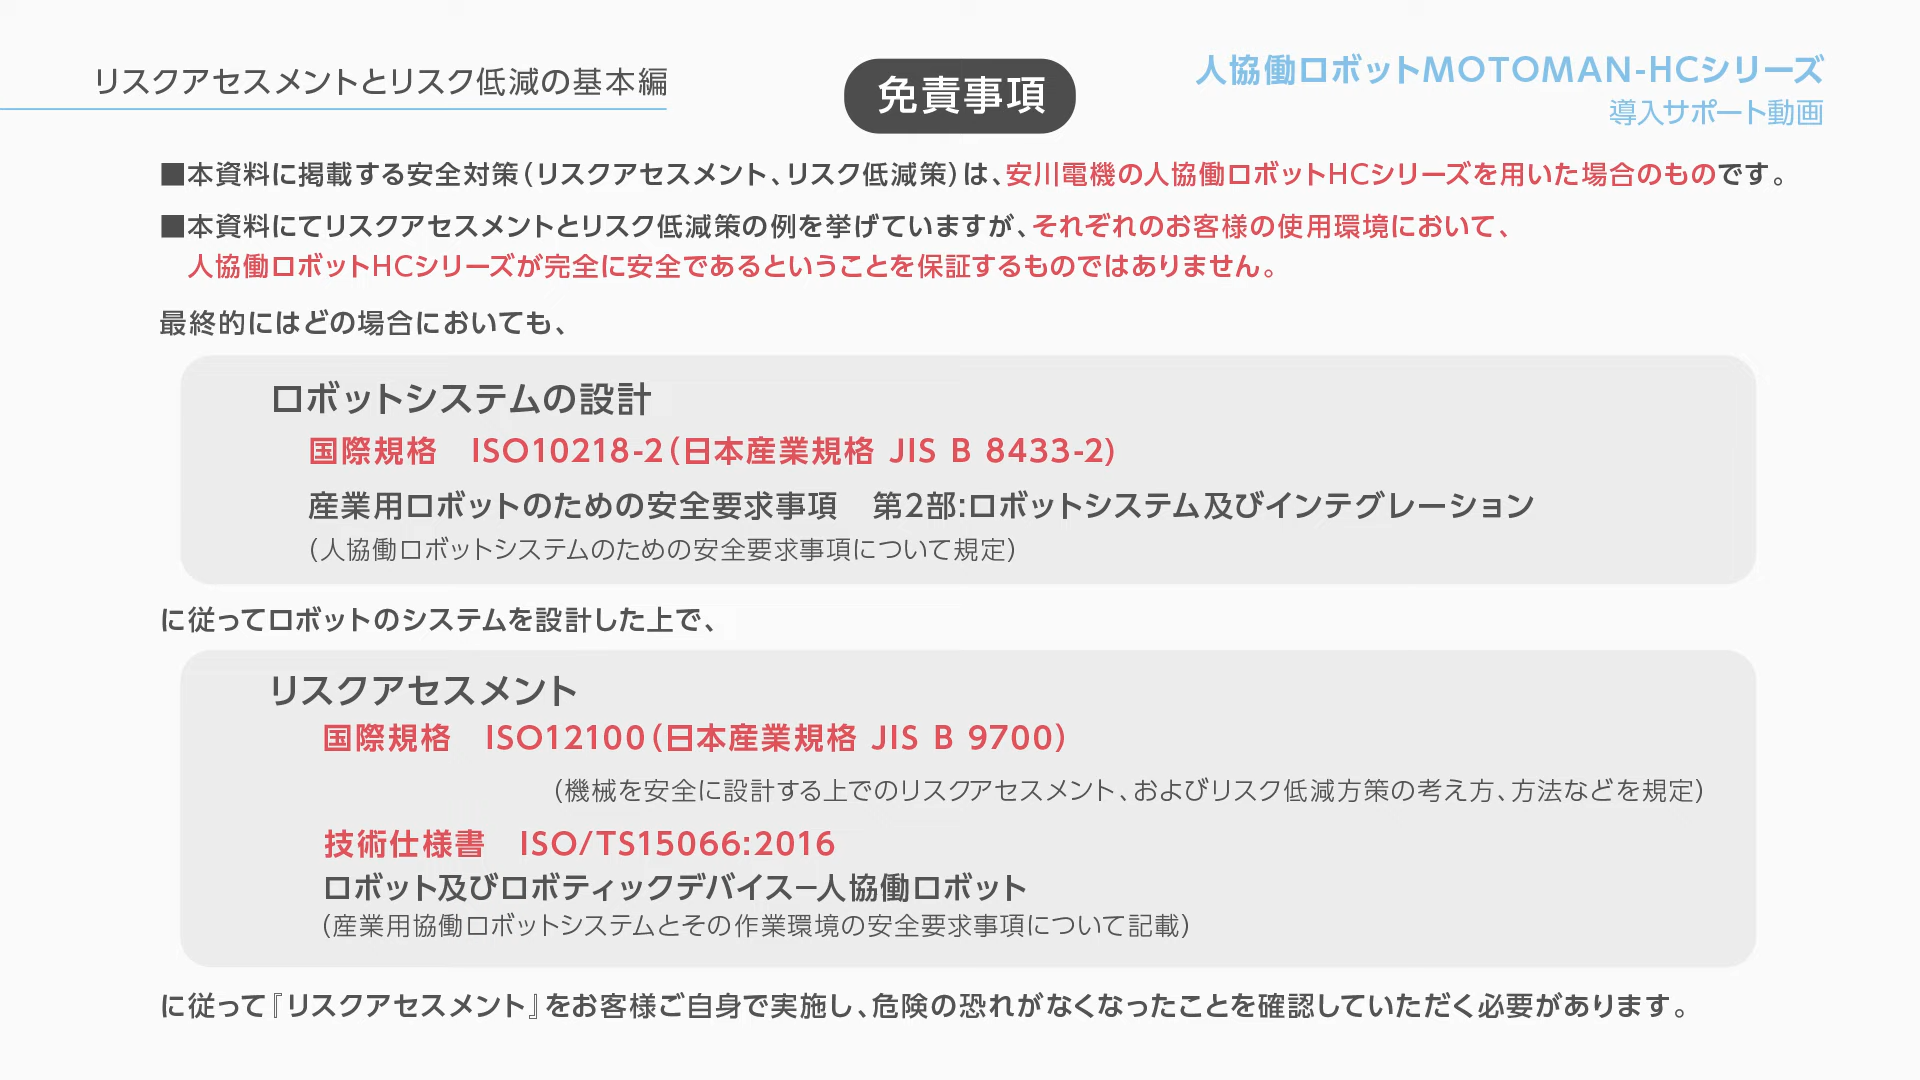 リスクアセスメントとリスク低減の基本編
免責事項
人協働ロボットMOTOMAN-HCシリーズ
導入サポート動画
■本資料に掲載する安全対策(リスクアセスメント、リスク低減策)は、安川電機の人協働ロボットHCシリーズを用いた場合のものです。
■本資料にてリスクアセスメントとリスク低減策の例を挙げていますが、それぞれのお客様の使用環境において、
人協働ロボットHCシリーズが完全に安全であるということを保証するものではありません。
最終的にはどの場合においても、
ロボットシステムの設計
国際規格　ISO10218-2(日本産業規格 JIS B 8433-2)
産業用ロボットのための安全要求事項　第2部:ロボットシステム及びインテグレーション
(人協働ロボットシステムのための安全要求事項について規定)
に従ってロボットのシステムを設計した上で、
リスクアセスメント
国際規格　ISO12100(日本産業規格 JIS B 9700)
(機械を安全に設計する上でのリスクアセスメント、およびリスク低減方策の考え方、方法などを規定)
技術仕様書　ISO/TS15066:2016
ロボット及びロボティックデバイスー人協働ロボット
(産業用協働ロボットシステムとその作業環境の安全要求事項について記載)
に従って『リスクアセスメント』をお客様ご自身で実施し、危険の恐れがなくなったことを確認していただく必要があります。